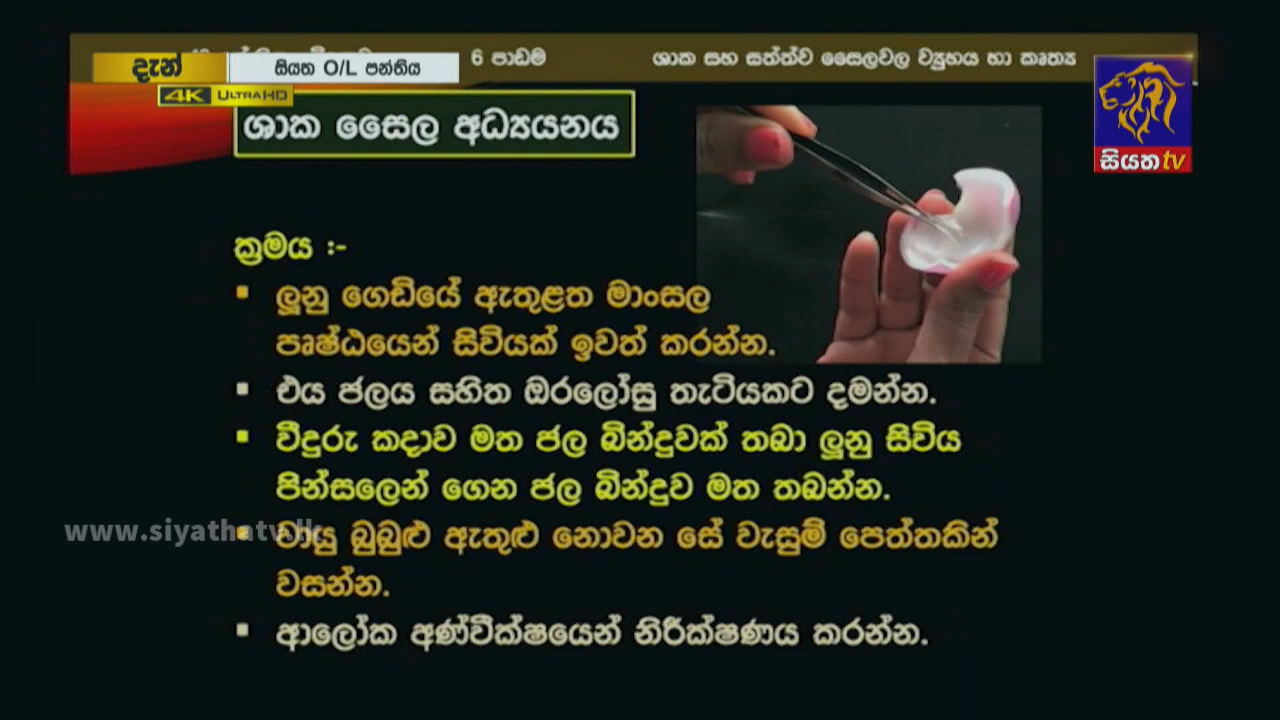 6 පාඩම ශාක සහ සත්ත්ව සෛලවල ව්‍යුහය හා කෘත්‍ය
දැන් සියත O/L පන්තිය
4K ULTRA HD
සියත tv
ශාක සෛල අධ්‍යයනය
ක්‍රමය :-
▪ ලූනු ගෙඩියේ ඇතුළත මාංසල
පෘෂ්ඨයෙන් සිවියක් ඉවත් කරන්න.
▪ එය ජලය සහිත ඔරලෝසු තැටියකට දමන්න.
▪ වීදුරු කදාව මත ජල බින්දුවක් තබා ලූනු සිවිය
පින්සලෙන් ගෙන ජල බින්දුව මත තබන්න.
www.siyathatv.lk
▪ වායු බුබුළු ඇතුළු නොවන සේ වැසුම් පෙත්තකින්
වසන්න.
▪ ආලෝක අණ්වීක්ෂයෙන් නිරීක්ෂණය කරන්න.